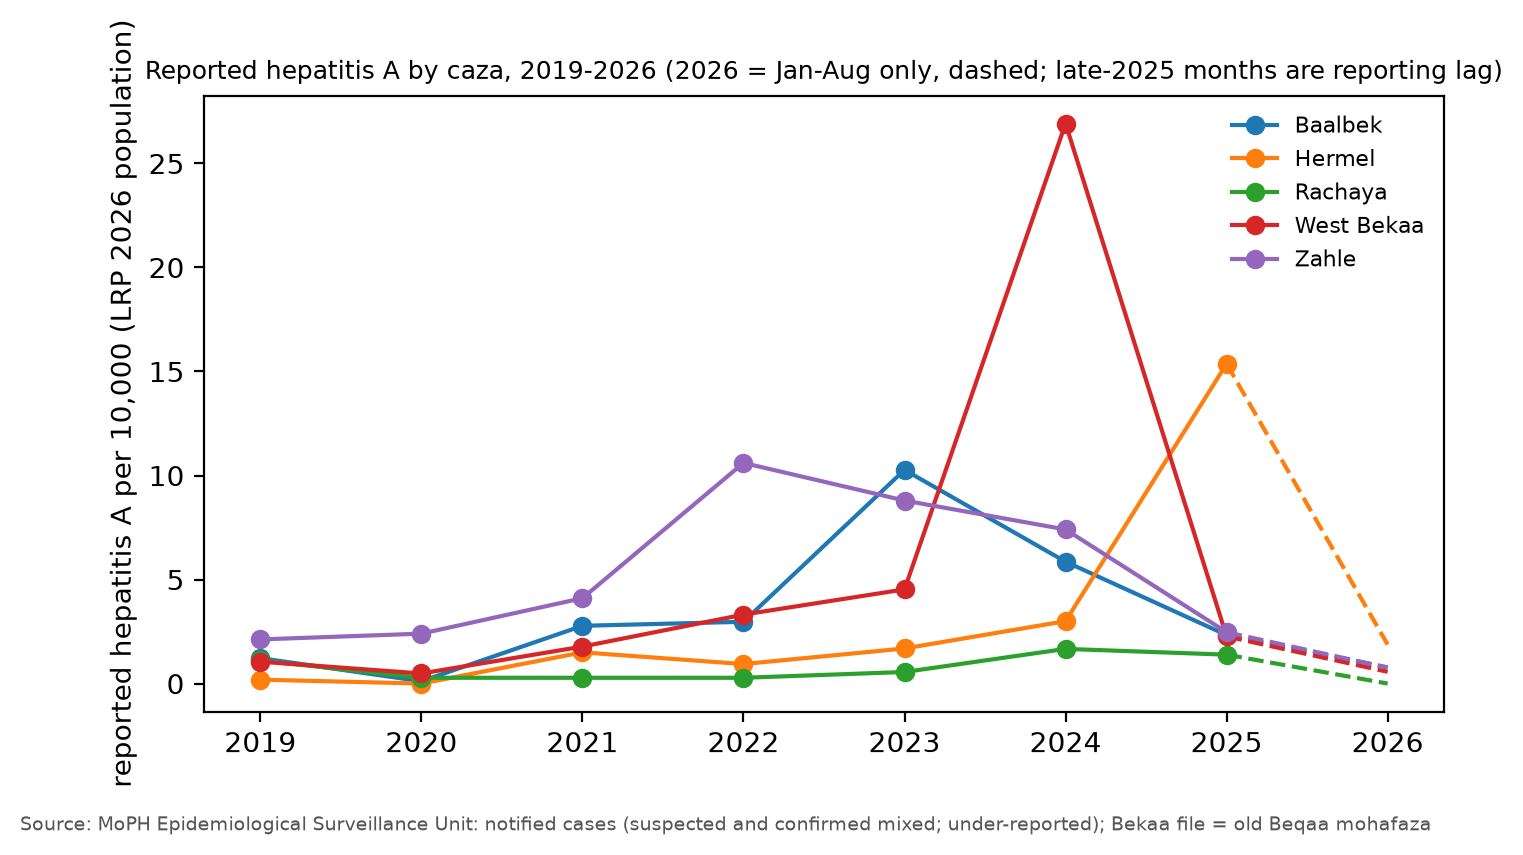 Reported hepatitis A by caza, 2019-2026 (2026 = Jan-Aug only, dashed; late-2025 months are reporting lag)
reported hepatitis A per 10,000 (LRP 2026 population)
25
20
15
10
5
0
Baalbek
Hermel
Rachaya
West Bekaa
Zahle
2019 2020 2021 2022 2023 2024 2025 2026
Source: MoPH Epidemiological Surveillance Unit: notified cases (suspected and confirmed mixed; under-reported); Bekaa file = old Beqaa mohafaza